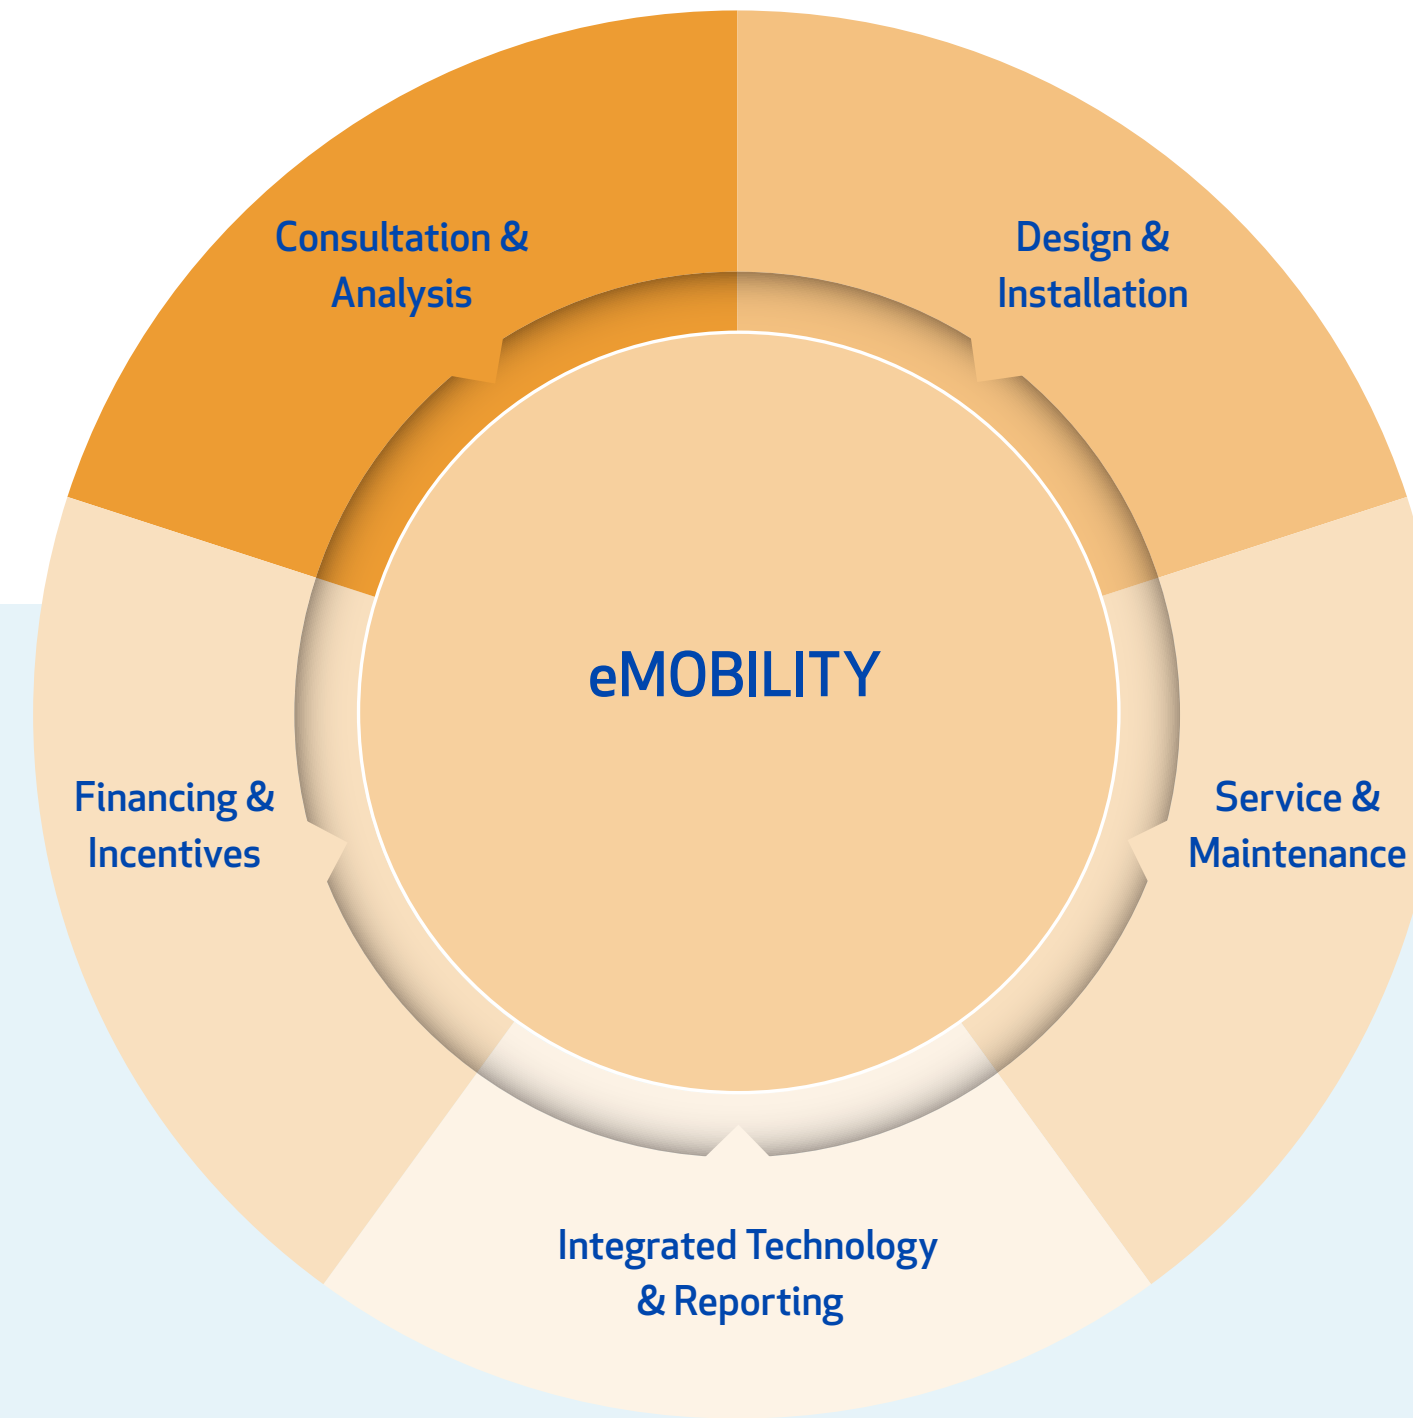 Consultation &
Analysis
Design &
Installation
eMOBILITY
Financing &
Incentives
Service &
Maintenance
Integrated Technology
& Reporting